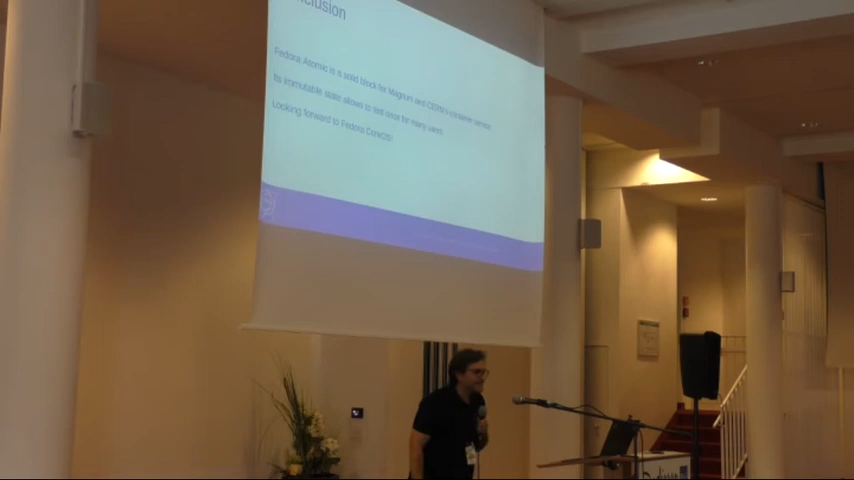 nclusion
Fedora Atomic is a solid block for Magnum and CERN's container service
Its immutable state allows to test once for many users
Looking forward to Fedora CoreOS!